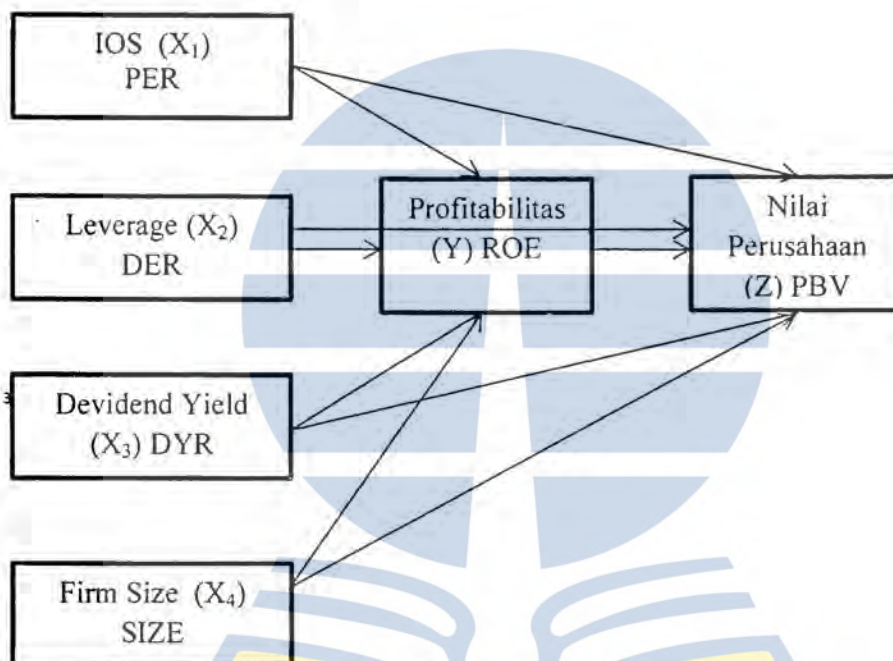 IOS (X₁)
PER
Leverage (X₂)
DER
Profitabilitas
(Y) ROE
Nilai
Perusahaan
(Z) PBV
3
Devidend Yield
(X₃) DYR
Firm Size (X₄)
SIZE